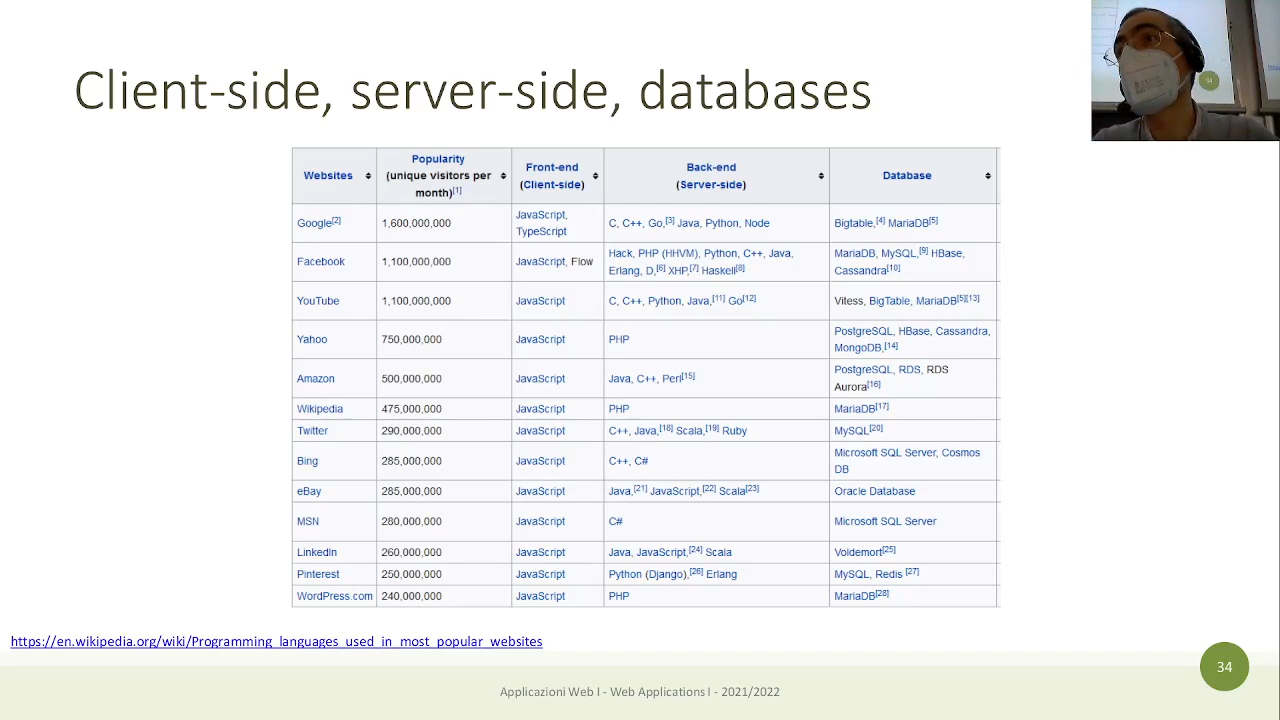 Client-side, server-side, databases
Websites
Popularity
(unique visitors per
month)[1]
Front-end
(Client-side)
Back-end
(Server-side)
Database
Google[2]
1,600,000,000
JavaScript,
TypeScript
C, C++, Go,[3] Java, Python, Node
Bigtable,[4] MariaDB[5]
Facebook
1,100,000,000
JavaScript, Flow
Hack, PHP (HHVM), Python, C++, Java,
Erlang, D,[6] XHP,[7] Haskell[8]
MariaDB, MySQL,[9] HBase,
Cassandra[10]
YouTube
1,100,000,000
JavaScript
C, C++, Python, Java,[11] Go[12]
Vitess, BigTable, MariaDB[5][13]
Yahoo
750,000,000
JavaScript
PHP
PostgreSQL, HBase, Cassandra,
MongoDB,[14]
Amazon
500,000,000
JavaScript
Java, C++, Perl[15]
PostgreSQL, RDS, RDS
Aurora[16]
Wikipedia
475,000,000
JavaScript
PHP
MariaDB[17]
Twitter
290,000,000
JavaScript
C++, Java,[18] Scala,[19] Ruby
MySQL[20]
Bing
285,000,000
JavaScript
C++, C#
Microsoft SQL Server, Cosmos
DB
eBay
285,000,000
JavaScript
Java,[21] JavaScript,[22] Scala[23]
Oracle Database
MSN
280,000,000
JavaScript
C#
Microsoft SQL Server
LinkedIn
260,000,000
JavaScript
Java, JavaScript,[24] Scala
Voldemort[25]
Pinterest
250,000,000
JavaScript
Python (Django),[26] Erlang
MySQL, Redis [27]
WordPress.com
240,000,000
JavaScript
PHP
MariaDB[28]
https://en.wikipedia.org/wiki/Programming_languages_used_in_most_popular_websites
34
Applicazioni Web I - Web Applications I - 2021/2022